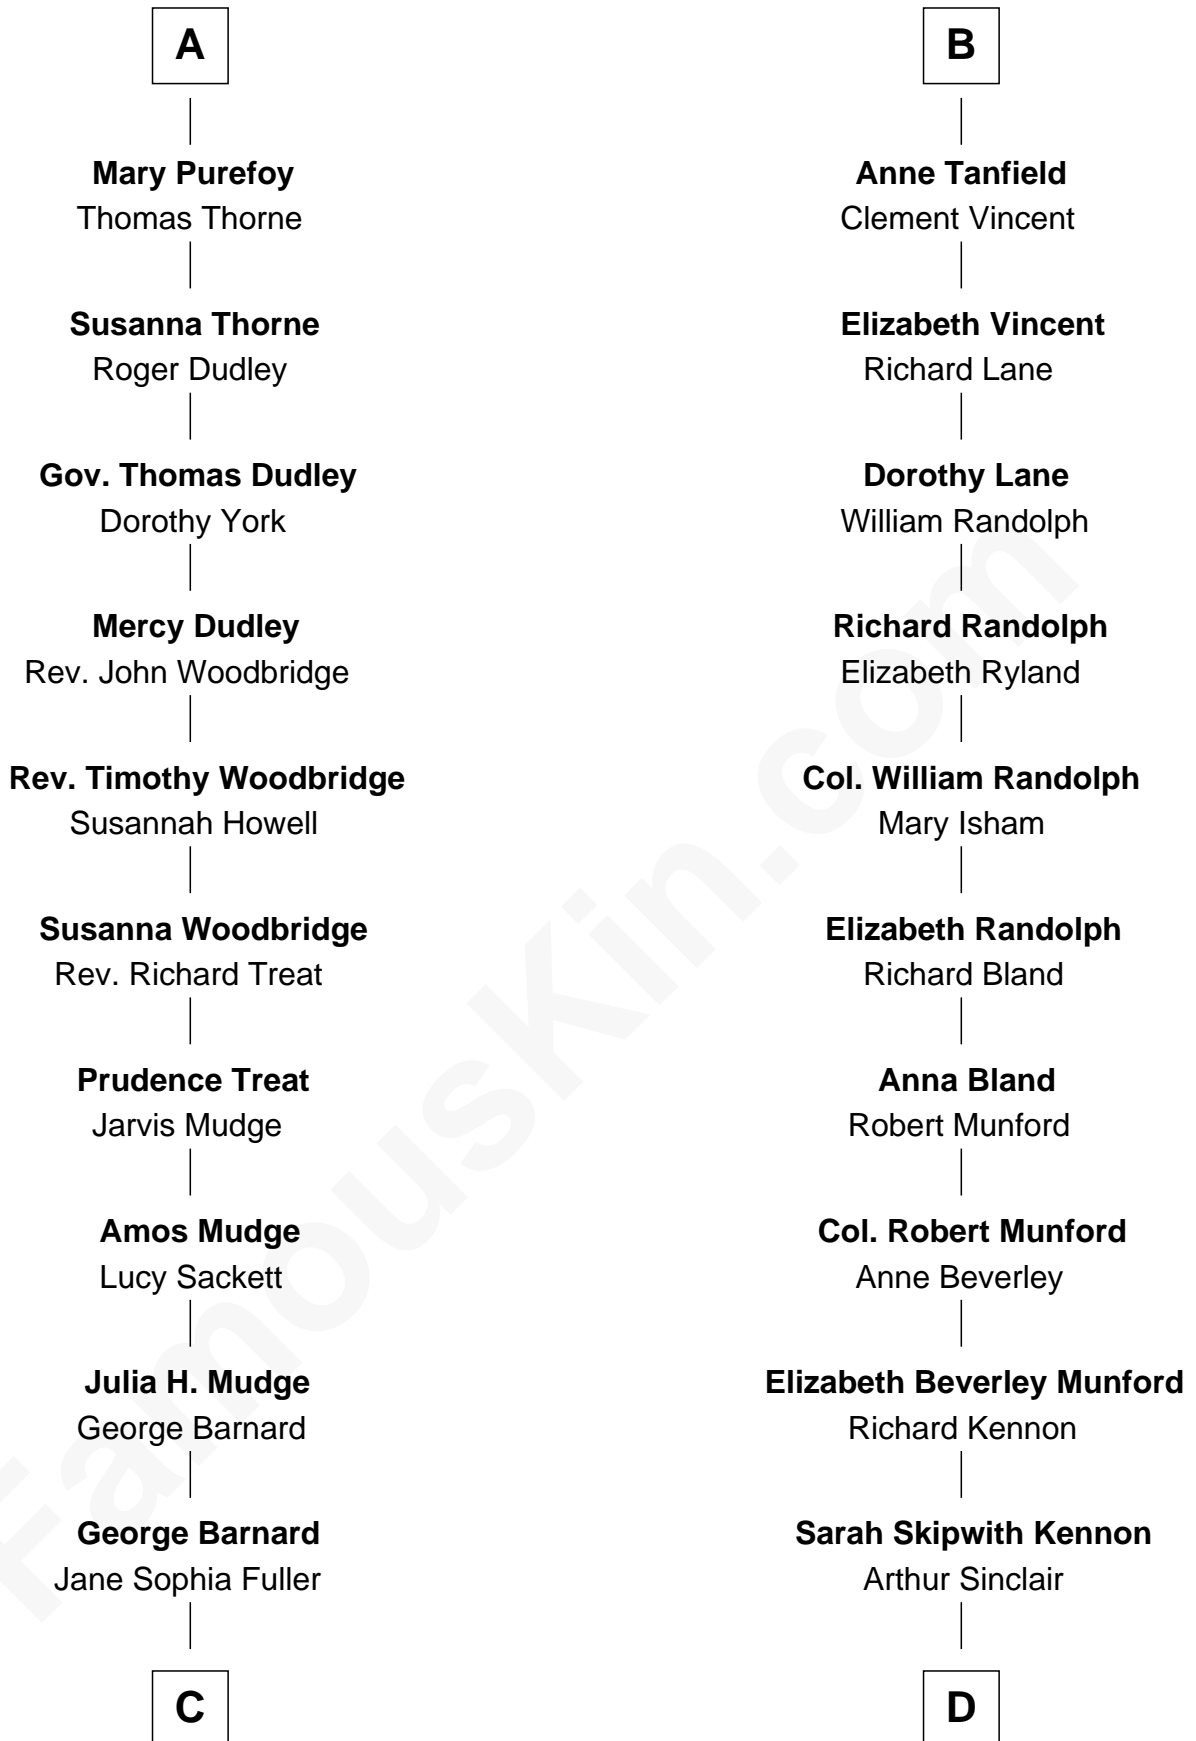 A
Mary Purefoy
Thomas Thorne
Susanna Thorne
Roger Dudley
Gov. Thomas Dudley
Dorothy York
Mercy Dudley
Rev. John Woodbridge
Rev. Timothy Woodbridge
Susannah Howell
Susanna Woodbridge
Rev. Richard Treat
Prudence Treat
Jarvis Mudge
Amos Mudge
Lucy Sackett
Julia H. Mudge
George Barnard
George Barnard
Jane Sophia Fuller
C
B
Anne Tanfield
Clement Vincent
Elizabeth Vincent
Richard Lane
Dorothy Lane
William Randolph
Richard Randolph
Elizabeth Ryland
Col. William Randolph
Mary Isham
Elizabeth Randolph
Richard Bland
Anna Bland
Robert Munford
Col. Robert Munford
Anne Beverley
Elizabeth Beverley Munford
Richard Kennon
Sarah Skipwith Kennon
Arthur Sinclair
D
FamousKin.com